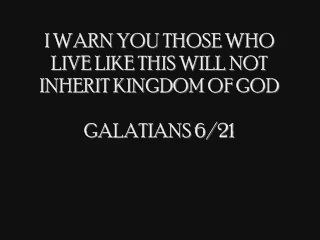 I WARN YOU THOSE WHO
LIVE LIKE THIS WILL NOT
INHERIT KINGDOM OF GOD
GALATIANS 6/21